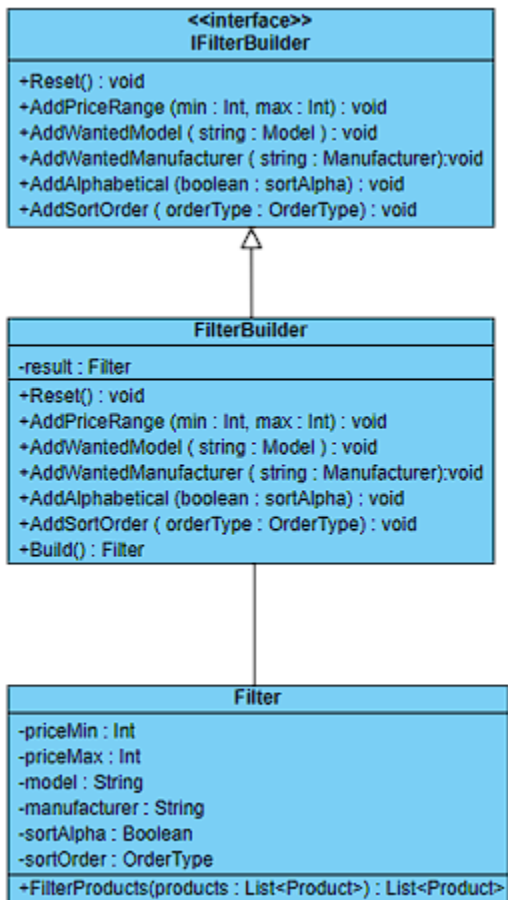 <<interface>>
IFilterBuilder
+Reset() : void
+AddPriceRange (min : Int, max : Int) : void
+AddWantedModel ( string : Model ) : void
+AddWantedManufacturer ( string : Manufacturer):void
+AddAlphabetical (boolean : sortAlpha) : void
+AddSortOrder ( orderType : OrderType) : void
FilterBuilder
-result : Filter
+Reset() : void
+AddPriceRange (min : Int, max : Int) : void
+AddWantedModel ( string : Model ) : void
+AddWantedManufacturer ( string : Manufacturer):void
+AddAlphabetical (boolean : sortAlpha) : void
+AddSortOrder ( orderType : OrderType) : void
+Build() : Filter
Filter
-priceMin : Int
-priceMax : Int
-model : String
-manufacturer : String
-sortAlpha : Boolean
-sortOrder : OrderType
+FilterProducts(products : List<Product>) : List<Product>